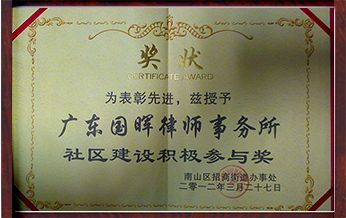 奖状
CERTIFICATE AWARD
为表彰先进，兹授予
广东国晖律师事务所
社区建设积极参与奖
南山区招商街道办事处
二零一二年三月二十七日